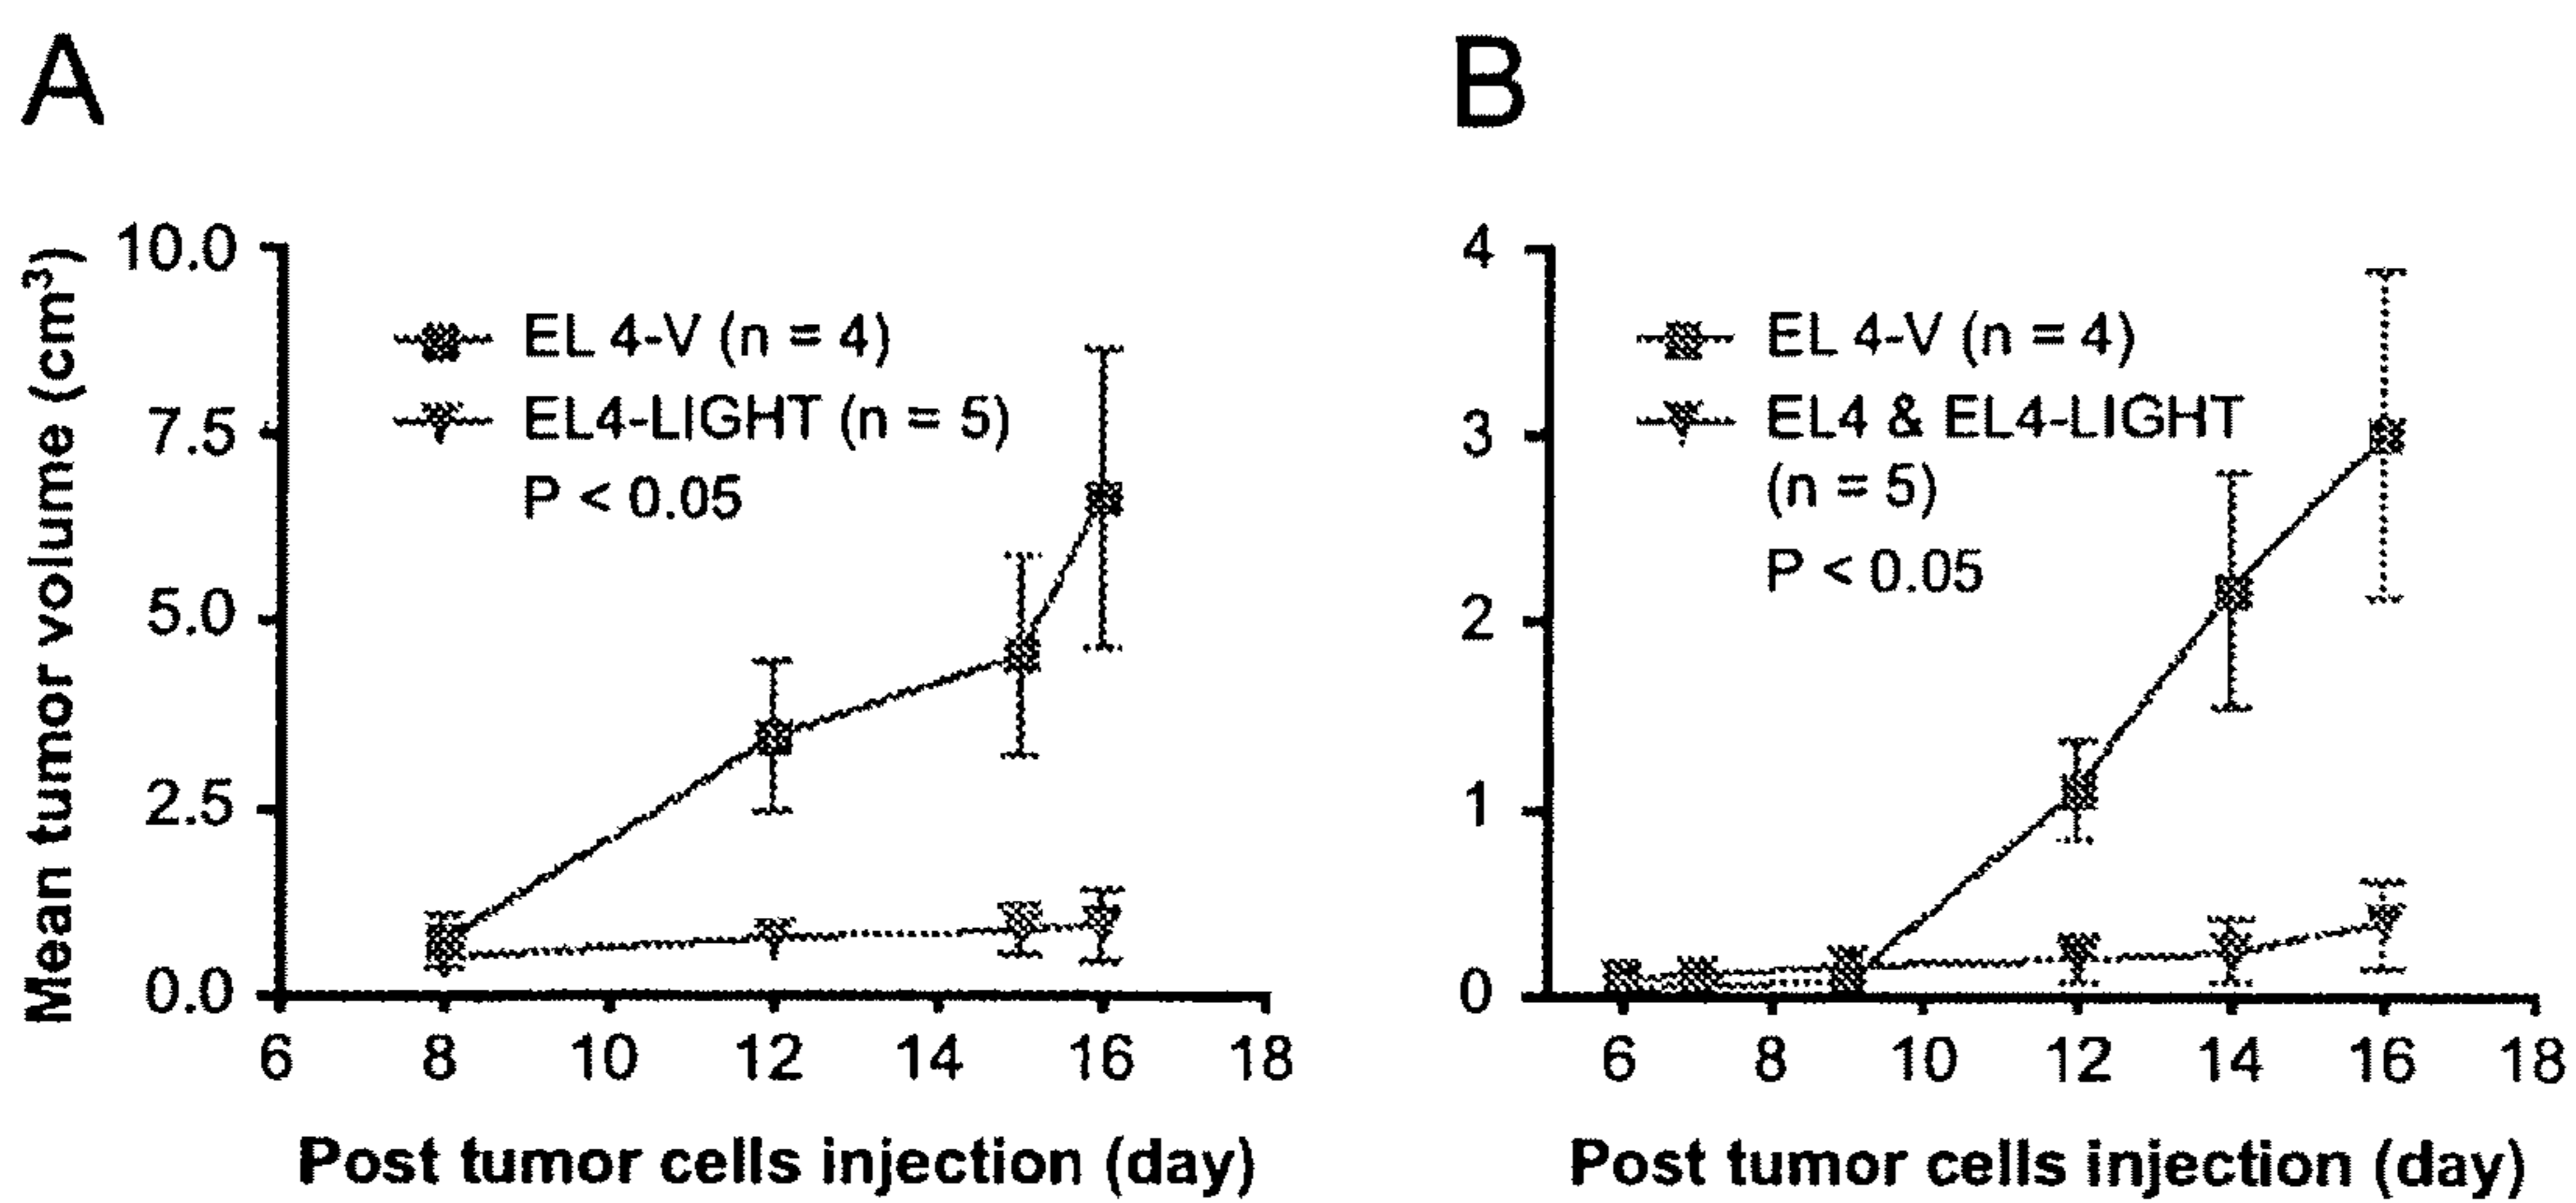 A
Mean tumor volume (cm³)
10.0
7.5
5.0
2.5
0.0
EL 4-V (n = 4)
EL4-LIGHT (n = 5)
P < 0.05
6 8 10 12 14 16 18
Post tumor cells injection (day)
B
4
3
2
1
0
EL 4-V (n = 4)
EL4 & EL4-LIGHT
(n = 5)
P < 0.05
6 8 10 12 14 16 18
Post tumor cells injection (day)